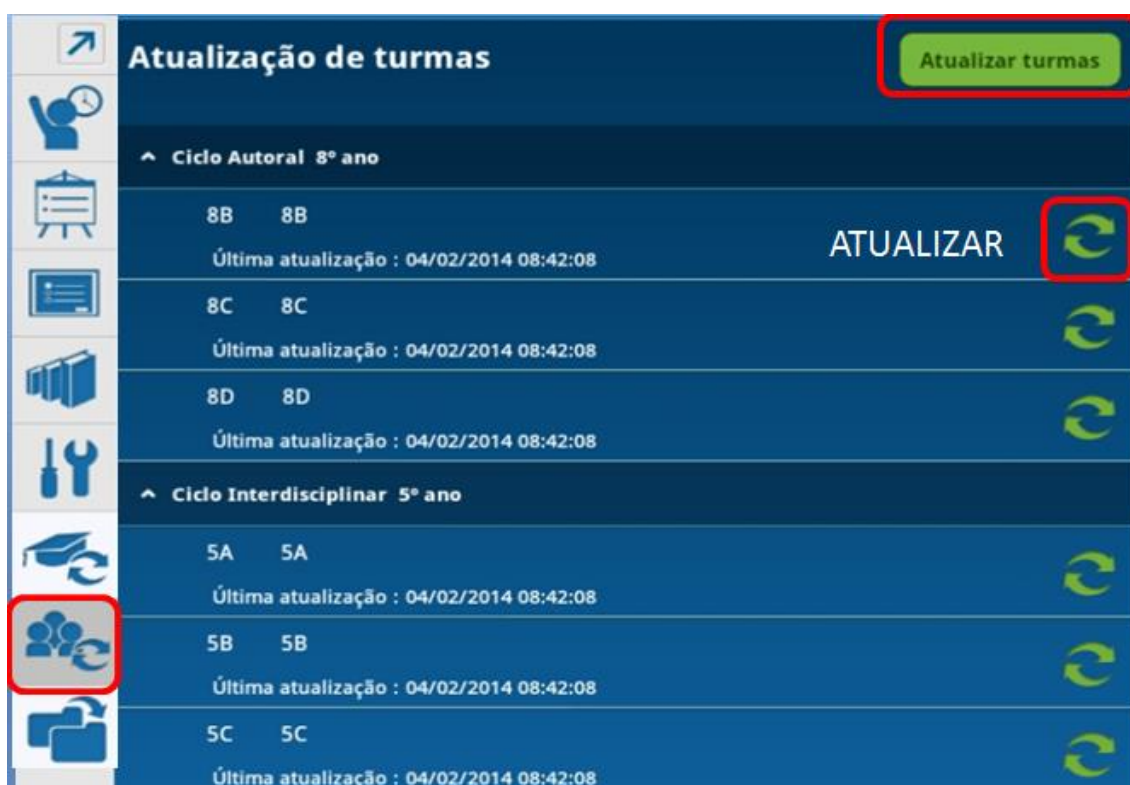 Atualização de turmas
Atualizar turmas
Ciclo Autoral 8º ano
8B 8B
Última atualização : 04/02/2014 08:42:08
ATUALIZAR
8C 8C
Última atualização : 04/02/2014 08:42:08
8D 8D
Última atualização : 04/02/2014 08:42:08
Ciclo Interdisciplinar 5º ano
5A 5A
Última atualização : 04/02/2014 08:42:08
5B 5B
Última atualização : 04/02/2014 08:42:08
5C 5C
Última atualização : 04/02/2014 08:42:08